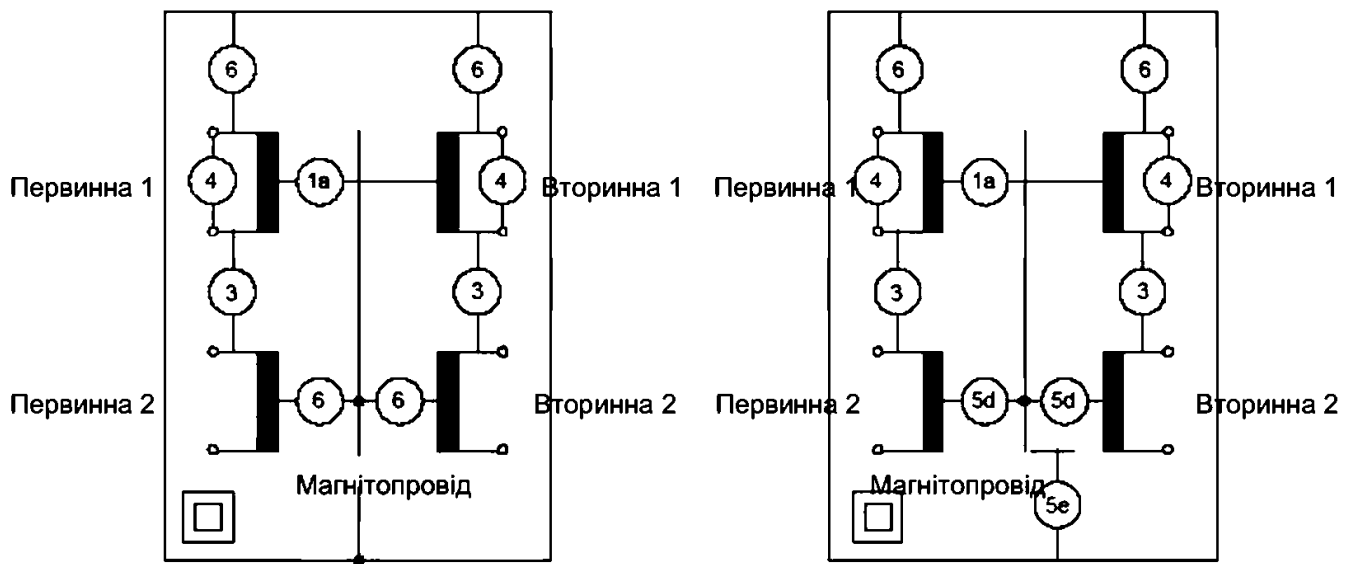 6 6 6 6
Первинна 1 4 1a 4 Вторинна 1 Первинна 1 4 1a 4 Вторинна 1
3 3 3 3
Первинна 2 6 6 Вторинна 2 Первинна 2 5d 5d Вторинна 2
Магнітопровід Магнітопровід
5e